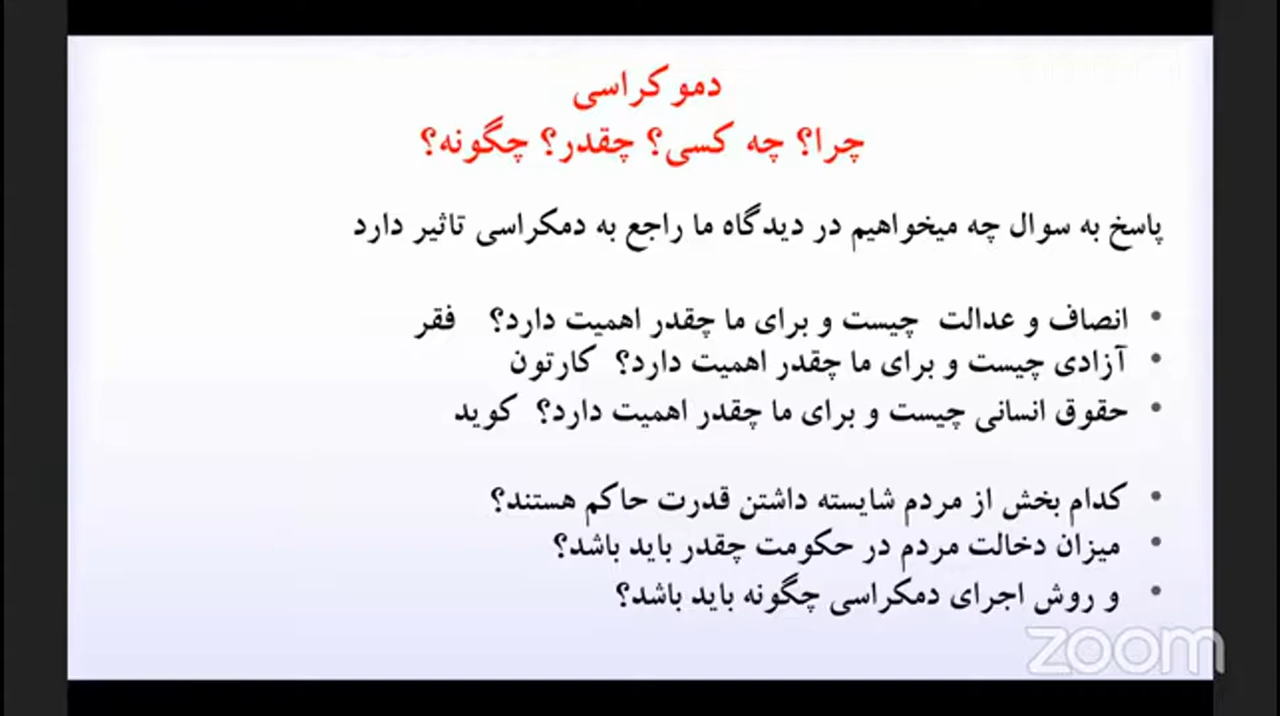 دموکراسی
چرا؟ چه کسی؟ چقدر؟ چگونه؟
پاسخ به سوال چه میخواهیم در دیدگاه ما راجع به دمکراسی تاثیر دارد
• انصاف و عدالت چیست و برای ما چقدر اهمیت دارد؟ فقر
• آزادی چیست و برای ما چقدر اهمیت دارد؟ کارتون
• حقوق انسانی چیست و برای ما چقدر اهمیت دارد؟ کوید
• کدام بخش از مردم شایسته داشتن قدرت حاکم هستند؟
• میزان دخالت مردم در حکومت چقدر باید باشد؟
• و روش اجرای دمکراسی چگونه باید باشد؟
zoom